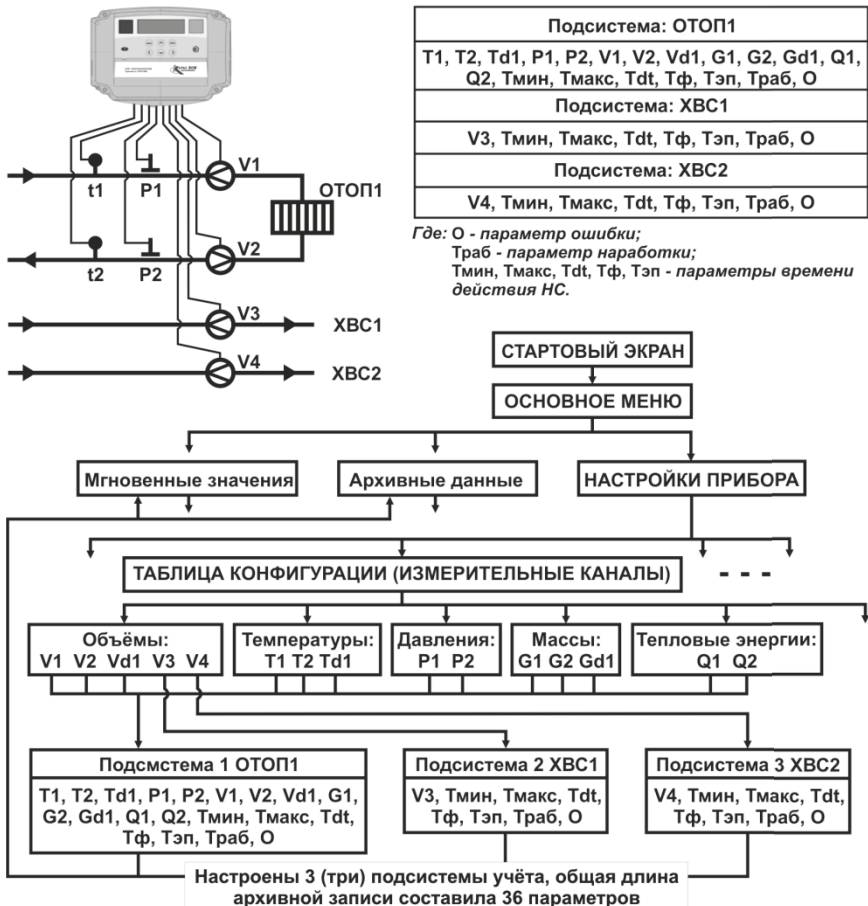 Подсистема: ОТОП1
T1, T2, Td1, P1, P2, V1, V2, Vd1, G1, G2, Gd1, Q1,
Q2, Тмин, Тмакс, Tdt, Тф, Тэп, Траб, О
Подсистема: ХВС1
V3, Тмин, Тмакс, Tdt, Тф, Тэп, Траб, О
Подсистема: ХВС2
V4, Тмин, Тмакс, Tdt, Тф, Тэп, Траб, О
Где: О - параметр ошибки;
Траб - параметр наработки;
Тмин, Тмакс, Tdt, Тф, Тэп - параметры времени
действия НС.
V1
t1 P1
ОТОП1
V2
t2 P2
V3
ХВС1
V4
ХВС2
СТАРТОВЫЙ ЭКРАН
ОСНОВНОЕ МЕНЮ
Мгновенные значения
Архивные данные
НАСТРОЙКИ ПРИБОРА
ТАБЛИЦА КОНФИГУРАЦИИ (ИЗМЕРИТЕЛЬНЫЕ КАНАЛЫ)
- - -
Объёмы:
V1 V2 Vd1 V3 V4
Температуры:
T1 T2 Td1
Давления:
P1 P2
Массы:
G1 G2 Gd1
Тепловые энергии:
Q1 Q2
Подсмстема 1 ОТОП1
T1, T2, Td1, P1, P2, V1, V2, Vd1, G1,
G2, Gd1, Q1, Q2, Тмин, Тмакс, Tdt,
Тф, Тэп, Траб, О
Подсистема 2 ХВС1
V3, Тмин, Тмакс, Tdt,
Тф, Тэп, Траб, О
Подсистема 3 ХВС2
V4, Тмин, Тмакс, Tdt,
Тф, Тэп, Траб, О
Настроены 3 (три) подсистемы учёта, общая длина
архивной записи составила 36 параметров